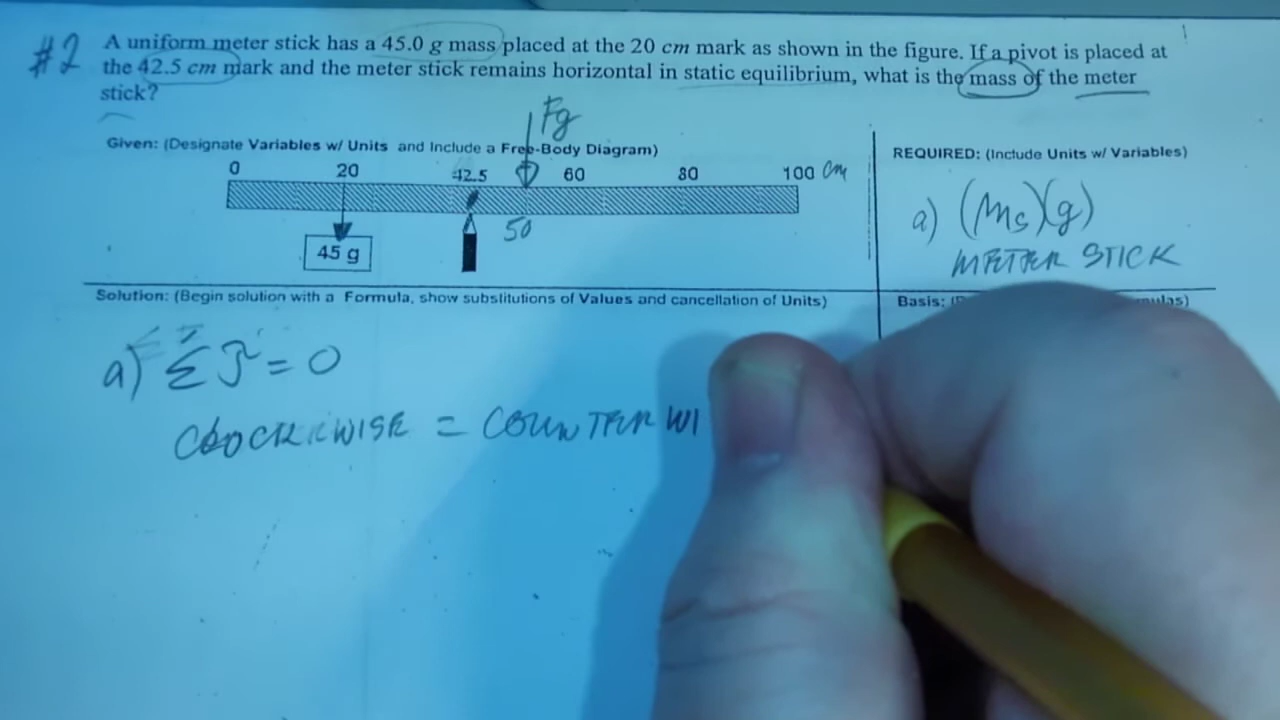 #2 A uniform meter stick has a 45.0 g mass placed at the 20 cm mark as shown in the figure. If a pivot is placed at
the 42.5 cm mark and the meter stick remains horizontal in static equilibrium, what is the mass of the meter
stick?
Fg
Given: (Designate Variables w/ Units and Include a Free-Body Diagram)
REQUIRED: (Include Units w/ Variables)
0 20 42.5 60 80 100 cm
50
45 g
a) (Ms)(g)
METER STICK
Solution: (Begin solution with a Formula, show substitutions of Values and cancellation of Units)
Basis:
a) Στ = 0
CLOCKWISE = COUNTER WI